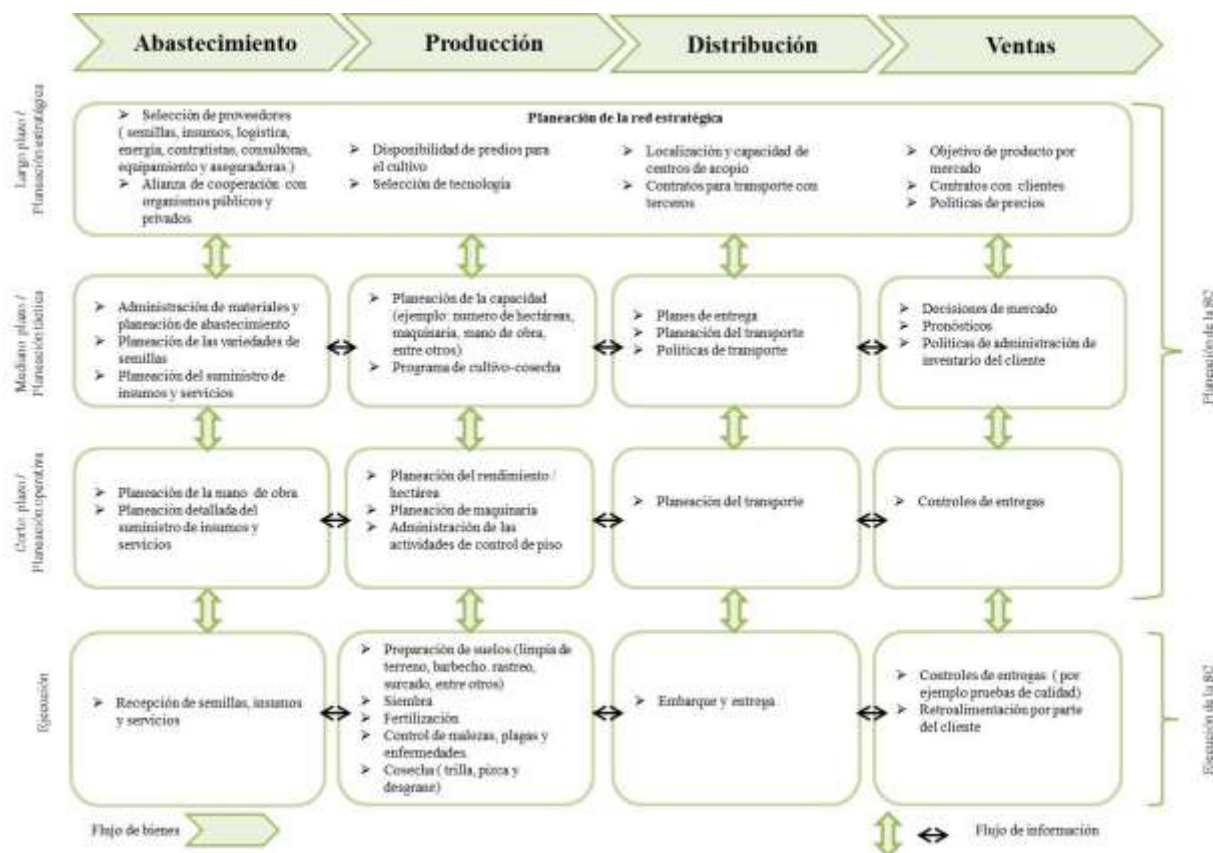 Abastecimiento
Producción
Distribución
Ventas
Largo plazo /
Planeación estratégica
Planeación de la red estratégica
➢ Selección de proveedores
( semillas, insumos, logística,
energía, contratistas, consultoras,
equipamiento y aseguradoras.)
➢ Alianza de cooperación con
organismos públicos y
privados
➢ Disponibilidad de predios para
el cultivo
➢ Selección de tecnología
➢ Localización y capacidad de
centros de acopio
➢ Contratos para transporte con
terceros
➢ Objetivo de producto por
mercado
➢ Contratos con clientes
➢ Políticas de precios
Mediano plazo /
Planeación táctica
➢ Administración de materiales y
planeación de abastecimiento
➢ Planeación de las variedades de
semillas
➢ Planeación del suministro de
insumos y servicios
➢ Planeación de la capacidad
(ejemplo: numero de hectáreas,
maquinaria, mano de obra,
entre otros)
➢ Programa de cultivo-cosecha
➢ Planes de entrega
➢ Planeación del transporte
➢ Políticas de transporte
➢ Decisiones de mercado
➢ Pronósticos
➢ Políticas de administración de
inventario del cliente
Planeación de la SC
Corto plazo /
Planeación operativa
➢ Planeación de la mano de obra
➢ Planeación detallada del
suministro de insumos y
servicios
➢ Planeación del rendimiento /
hectárea
➢ Planeación de maquinaria
➢ Administración de las
actividades de control de piso
➢ Planeación del transporte
➢ Controles de entregas
Ejecución
➢ Recepción de semillas, insumos
y servicios
➢ Preparación de suelos (limpia de
terreno, barbecho. rastreo,
surcado, entre otros)
➢ Siembra
➢ Fertilización
➢ Control de malezas, plagas y
enfermedades.
➢ Cosecha ( trilla, pizca y
desgrane)
➢ Embarque y entrega
➢ Controles de entregas ( por
ejemplo pruebas de calidad)
➢ Retroalimentación por parte
del cliente
Ejecución de la SC
Flujo de bienes
Flujo de información